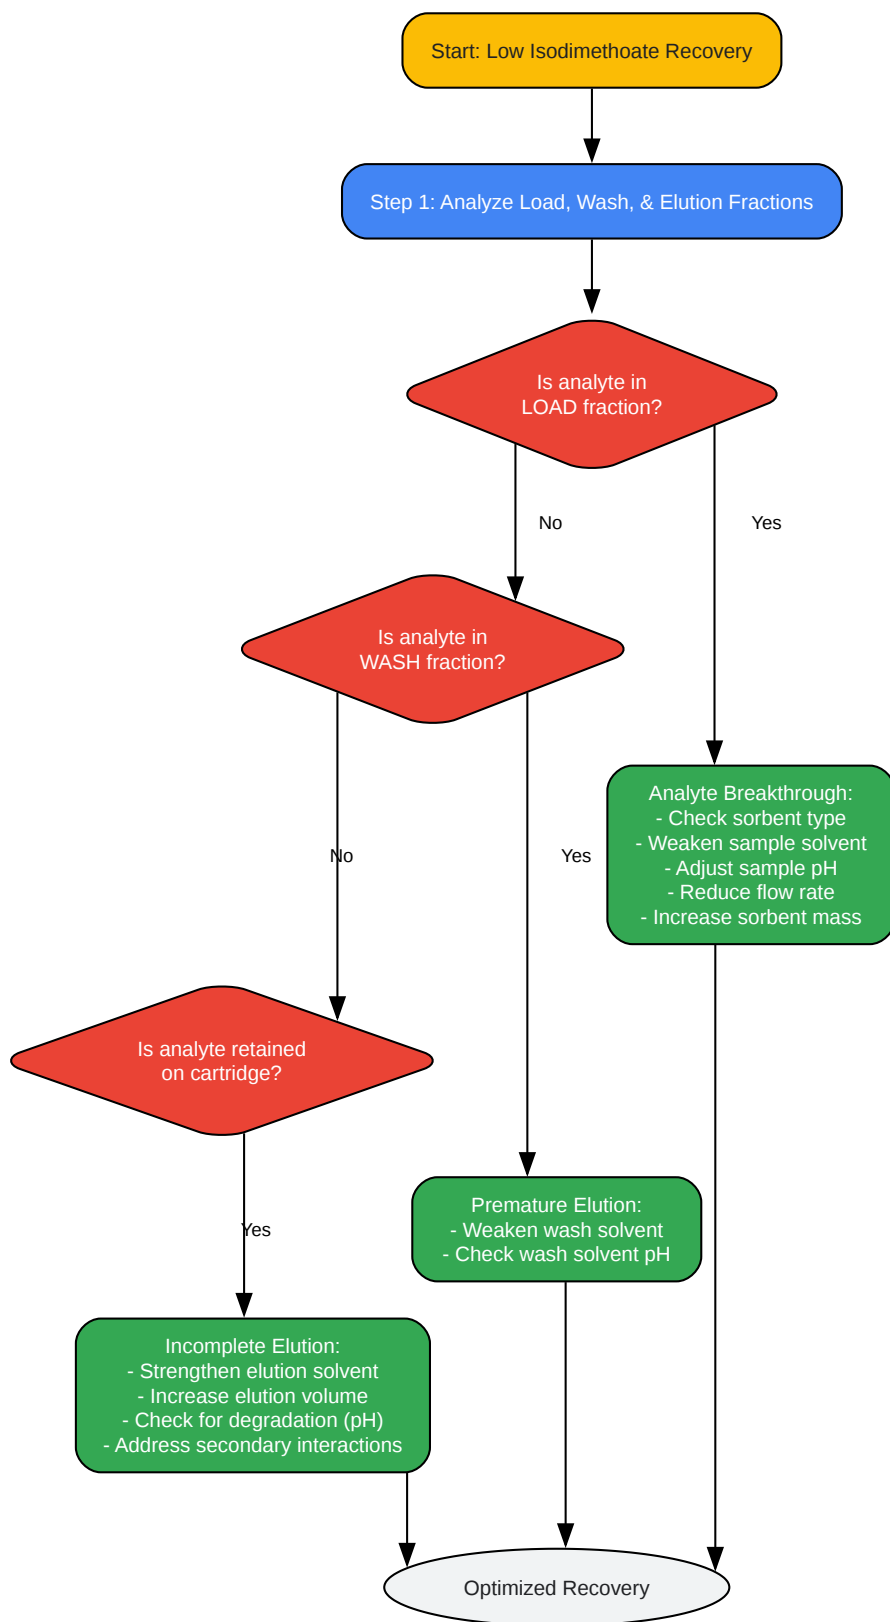 Start: Low Isodimethoate Recovery
Step 1: Analyze Load, Wash, & Elution Fractions
Is analyte in
LOAD fraction?
No
Yes
Is analyte in
WASH fraction?
Analyte Breakthrough:
- Check sorbent type
- Weaken sample solvent
- Adjust sample pH
- Reduce flow rate
- Increase sorbent mass
No
Yes
Is analyte retained
on cartridge?
Premature Elution:
- Weaken wash solvent
- Check wash solvent pH
Yes
Incomplete Elution:
- Strengthen elution solvent
- Increase elution volume
- Check for degradation (pH)
- Address secondary interactions
Optimized Recovery